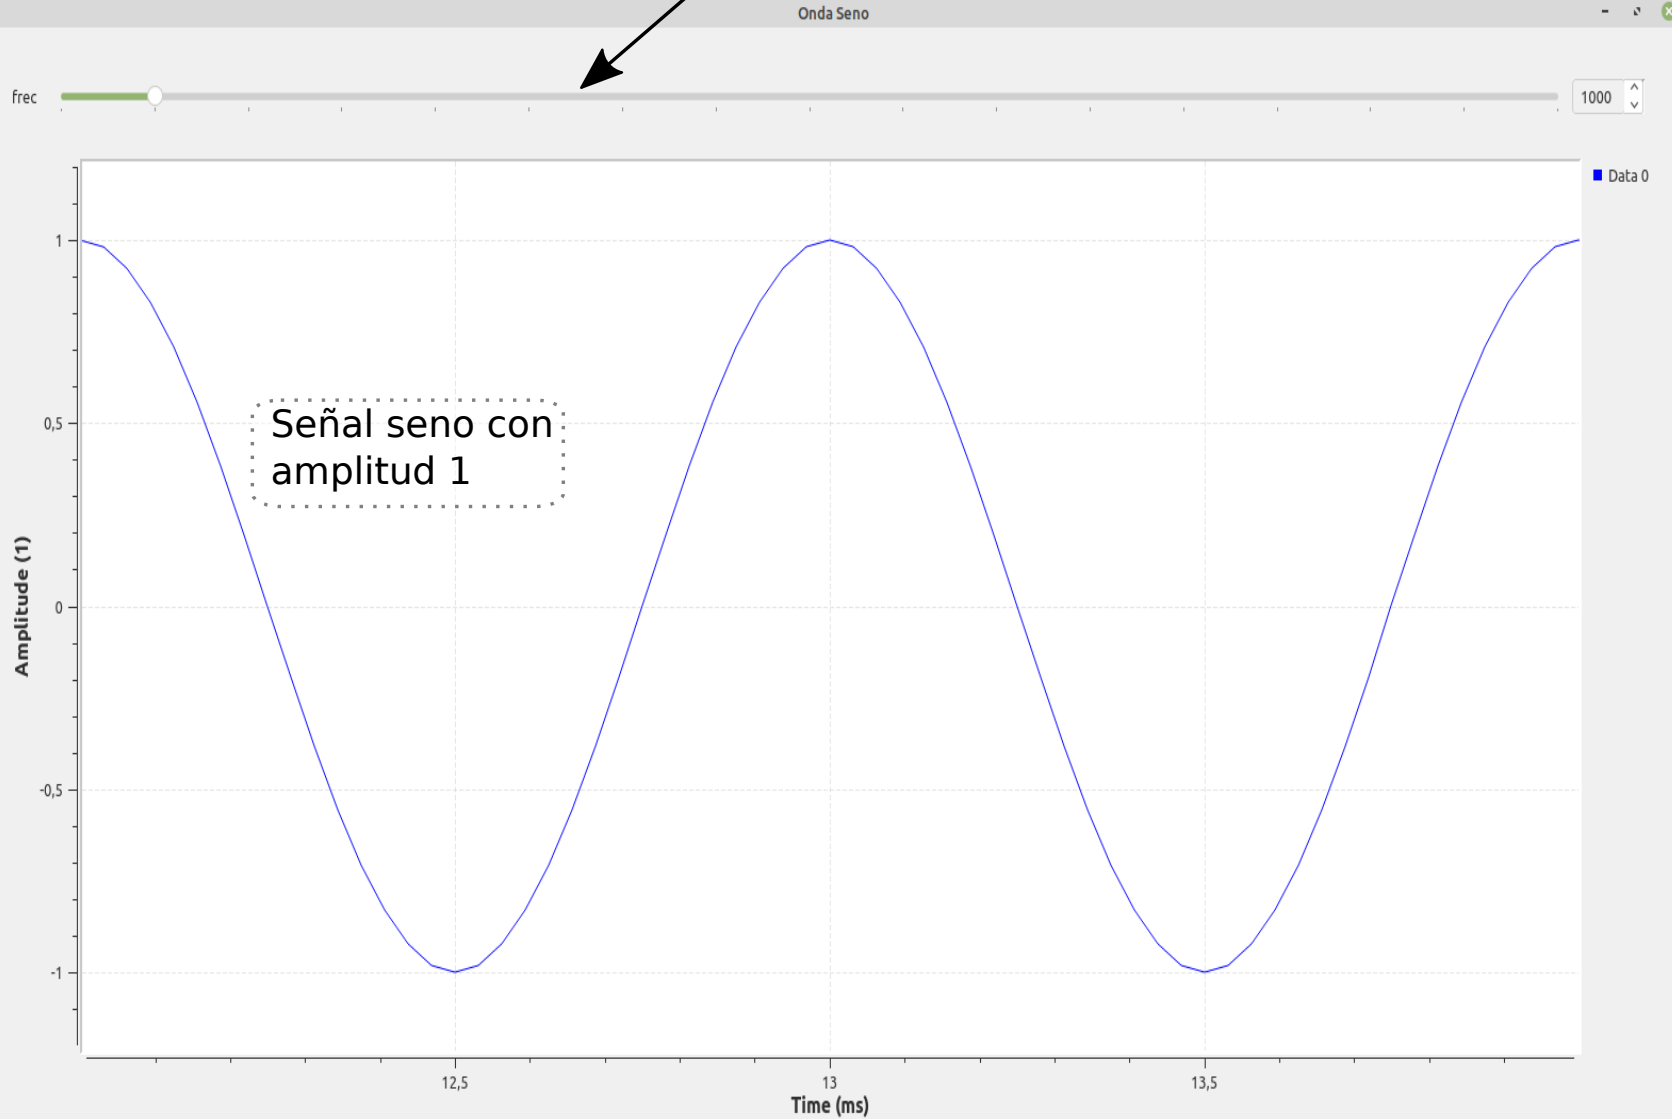 Onda Seno
frec
1000
Data 0
1
0,5
Señal seno con
amplitud 1
Amplitude (1)
0
-0,5
-1
12,5
13
13,5
Time (ms)